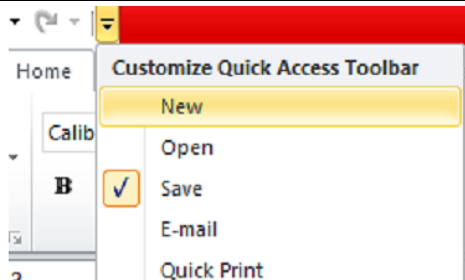 Home
Customize Quick Access Toolbar
New
Calib
Open
B
Save
E-mail
Quick Print